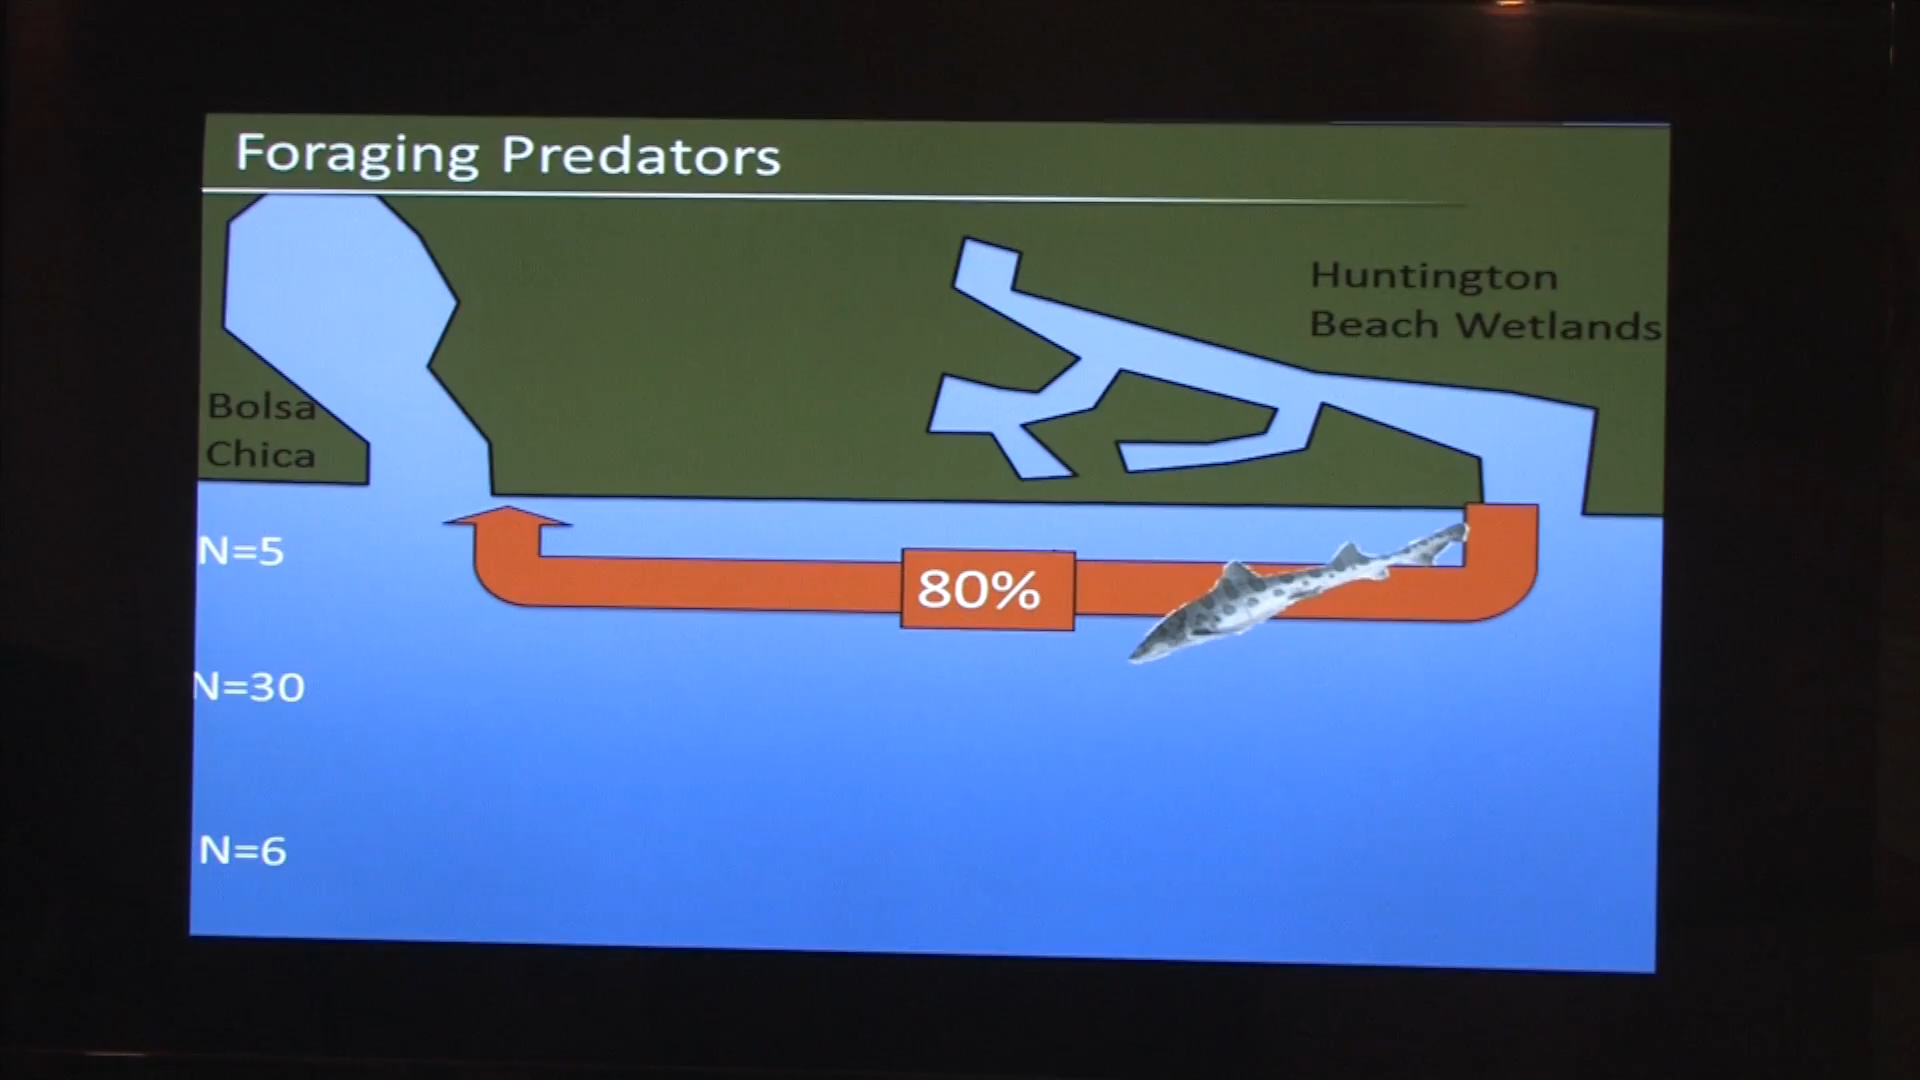 Foraging Predators
Huntington
Beach Wetlands
Bolsa
Chica
N=5
80%
N=30
N=6